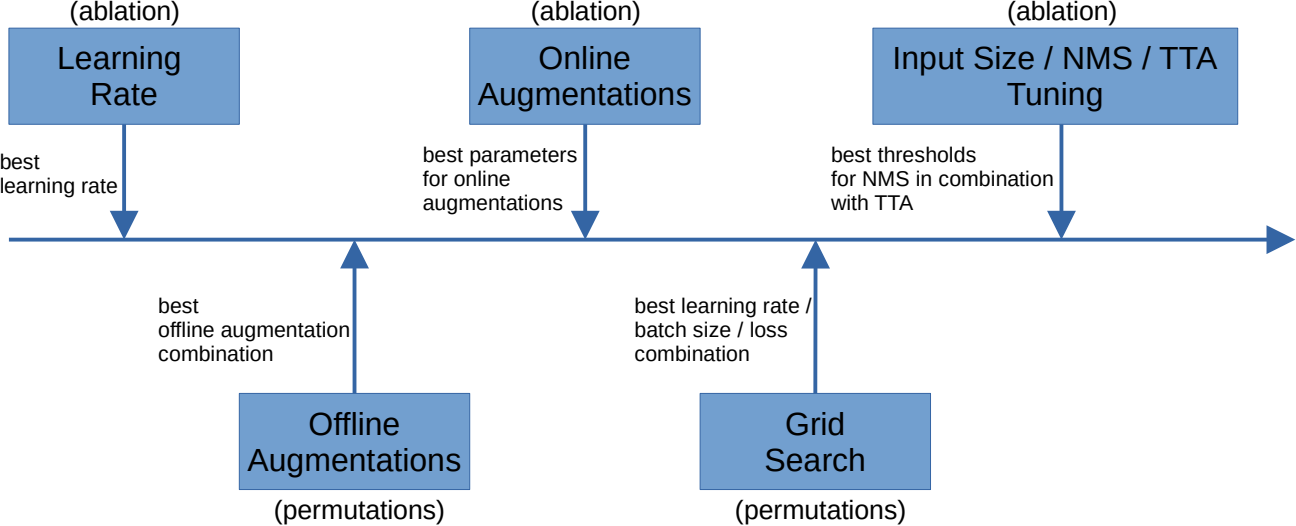 (ablation)
Learning
Rate
best
learning rate
(ablation)
Online
Augmentations
best parameters
for online
augmentations
(ablation)
Input Size / NMS / TTA
Tuning
best thresholds
for NMS in combination
with TTA
best
offline augmentation
combination
Offline
Augmentations
(permutations)
best learning rate /
batch size / loss
combination
Grid
Search
(permutations)